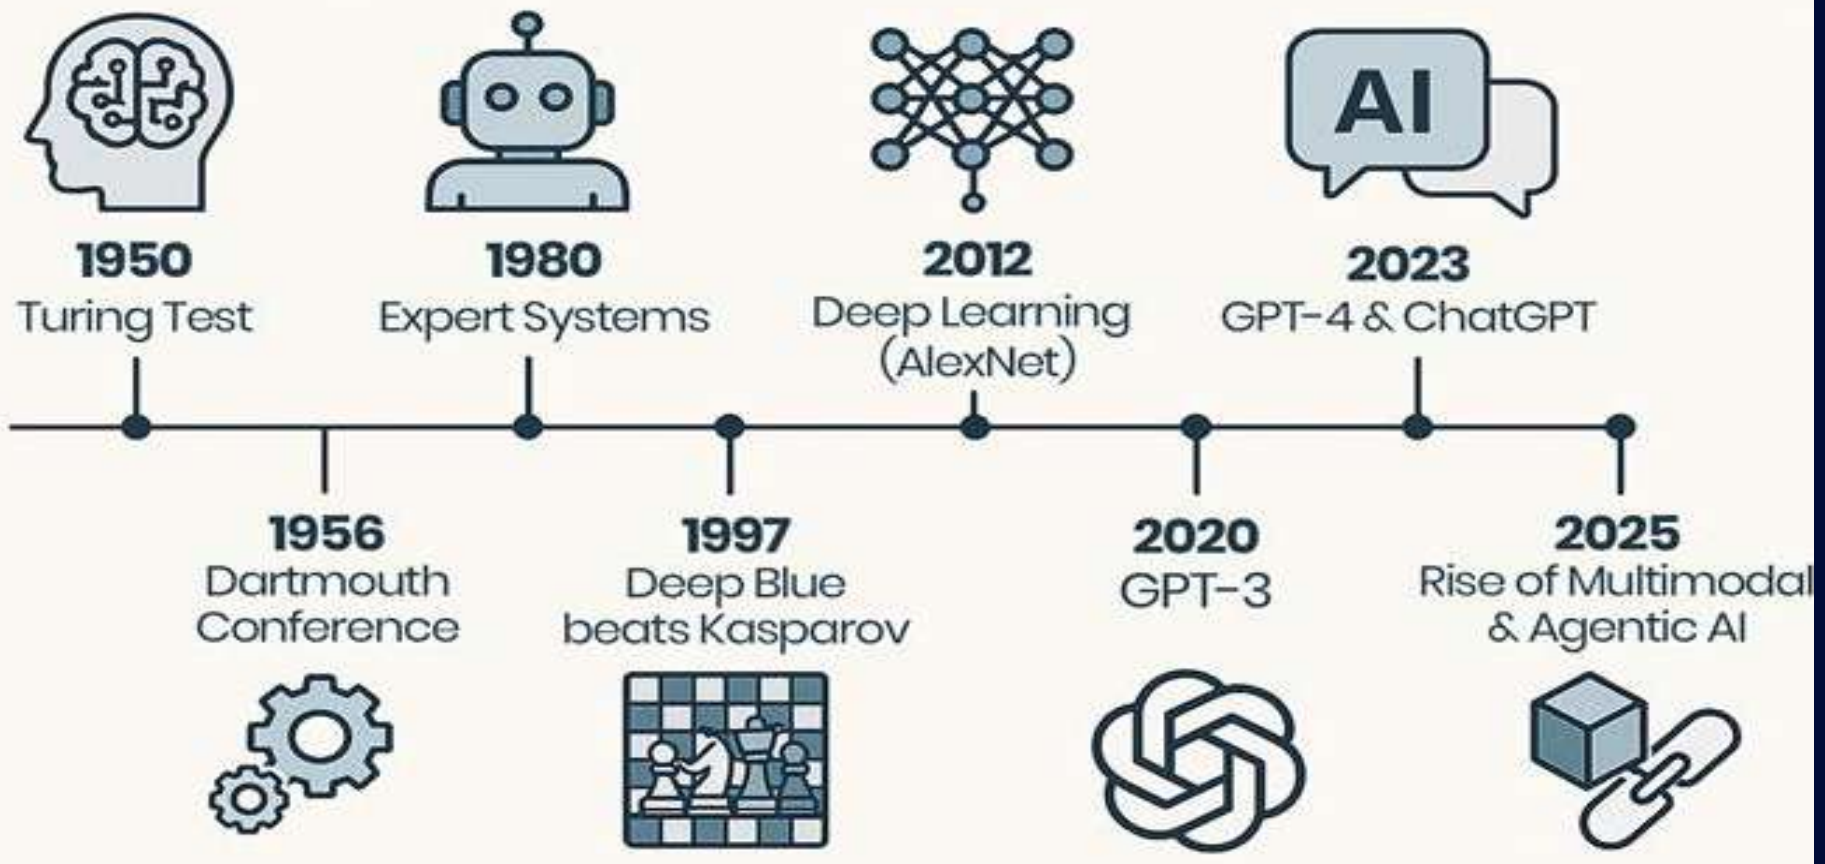 AI
1950
Turing Test
1980
Expert Systems
2012
Deep Learning
(AlexNet)
2023
GPT-4 & ChatGPT
1956
Dartmouth
Conference
1997
Deep Blue
beats Kasparov
2020
GPT-3
2025
Rise of Multimodal
& Agentic AI